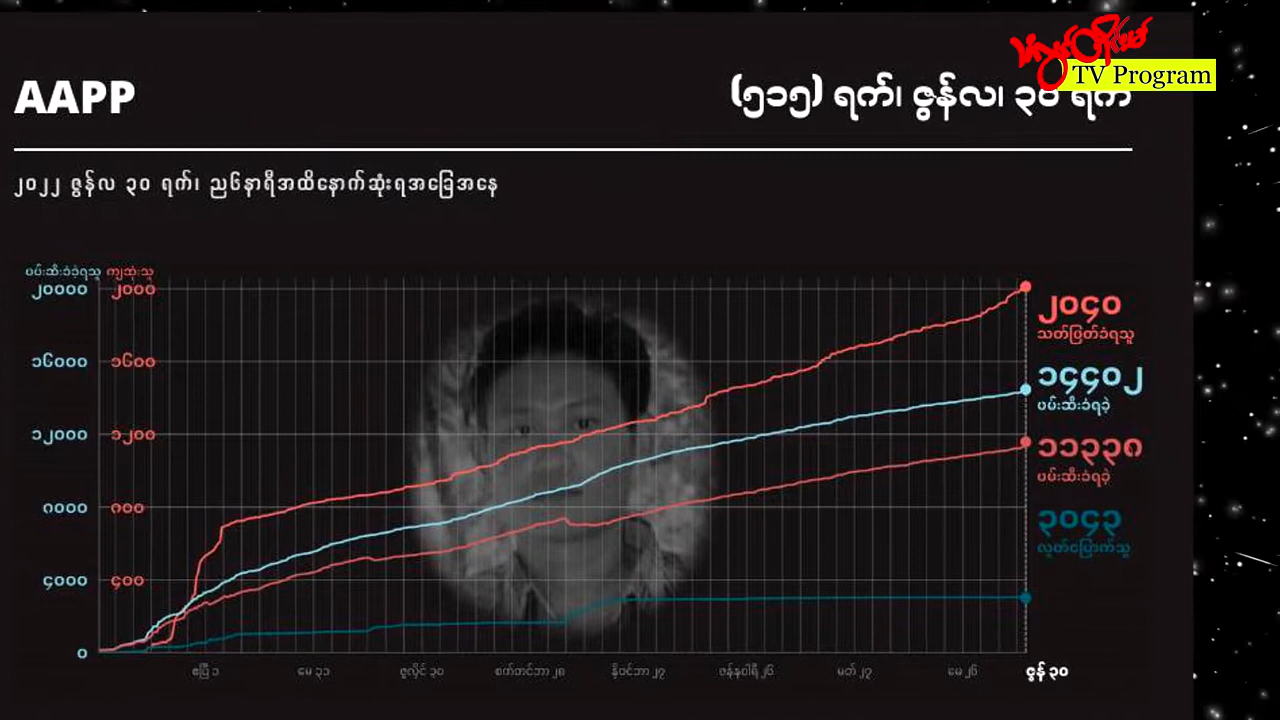 TV Program
AAPP
(၅၁၅) ရက်၊ ဇွန်လ၊ ၃၀ ရက်
၂၀၂၂ ဇွန်လ ၃၀ ရက်၊ ည၆နာရီအထိနောက်ဆုံးရအခြေအနေ
ဖမ်းဆီးခံခဲ့ရသူ ကျဆုံးသူ
၂၀၀၀၀ ၂၀၀၀
၁၆၀၀၀ ၁၆၀၀
၁၂၀၀၀ ၁၂၀၀
၈၀၀၀ ၈၀၀
၄၀၀၀ ၄၀၀
၀
၂၀၄၀
သတ်ဖြတ်ခံရသူ
၁၄၄၀၂
ဖမ်းဆီးခံရခဲ့
၁၁၃၃၈
ဖမ်းဆီးခံရခဲ့
၃၀၄၃
လွတ်မြောက်သူ
ဧပြီ ၁ မေ ၃၁ ဇူလိုင် ၃၀ စက်တင်ဘာ ၂၈ နိုဝင်ဘာ ၂၇ ဇန်နဝါရီ ၂၆ မတ် ၂၇ မေ ၂၆ ဇွန် ၃၀